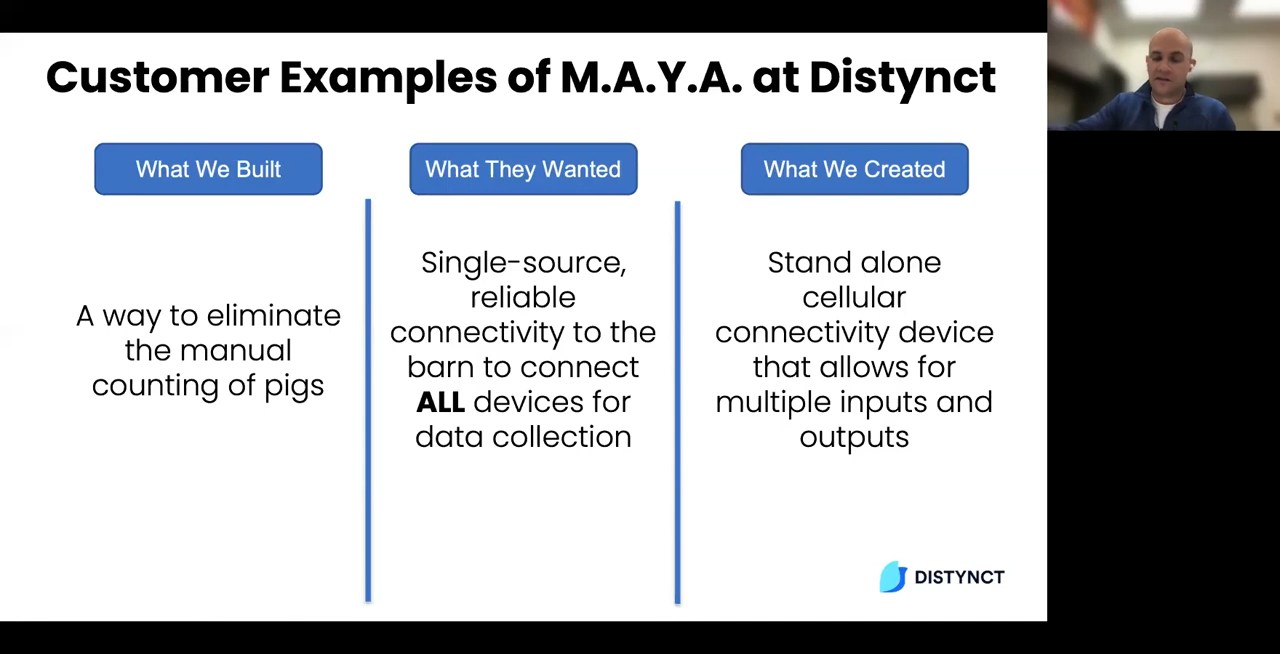 Customer Examples of M.A.Y.A. at Distynct
What We Built
A way to eliminate
the manual
counting of pigs
What They Wanted
Single-source,
reliable
connectivity to the
barn to connect
ALL devices for
data collection
What We Created
Stand alone
cellular
connectivity device
that allows for
multiple inputs and
outputs
DISTYNCT